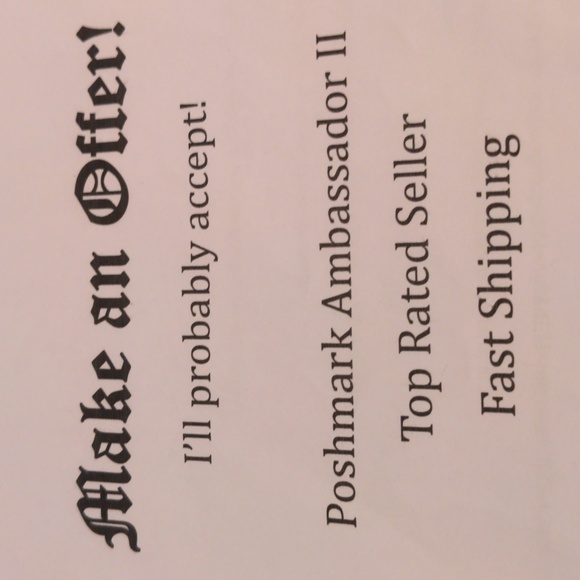 Make an Offer!
I'll probably accept!
Poshmark Ambassador II
Top Rated Seller
Fast Shipping